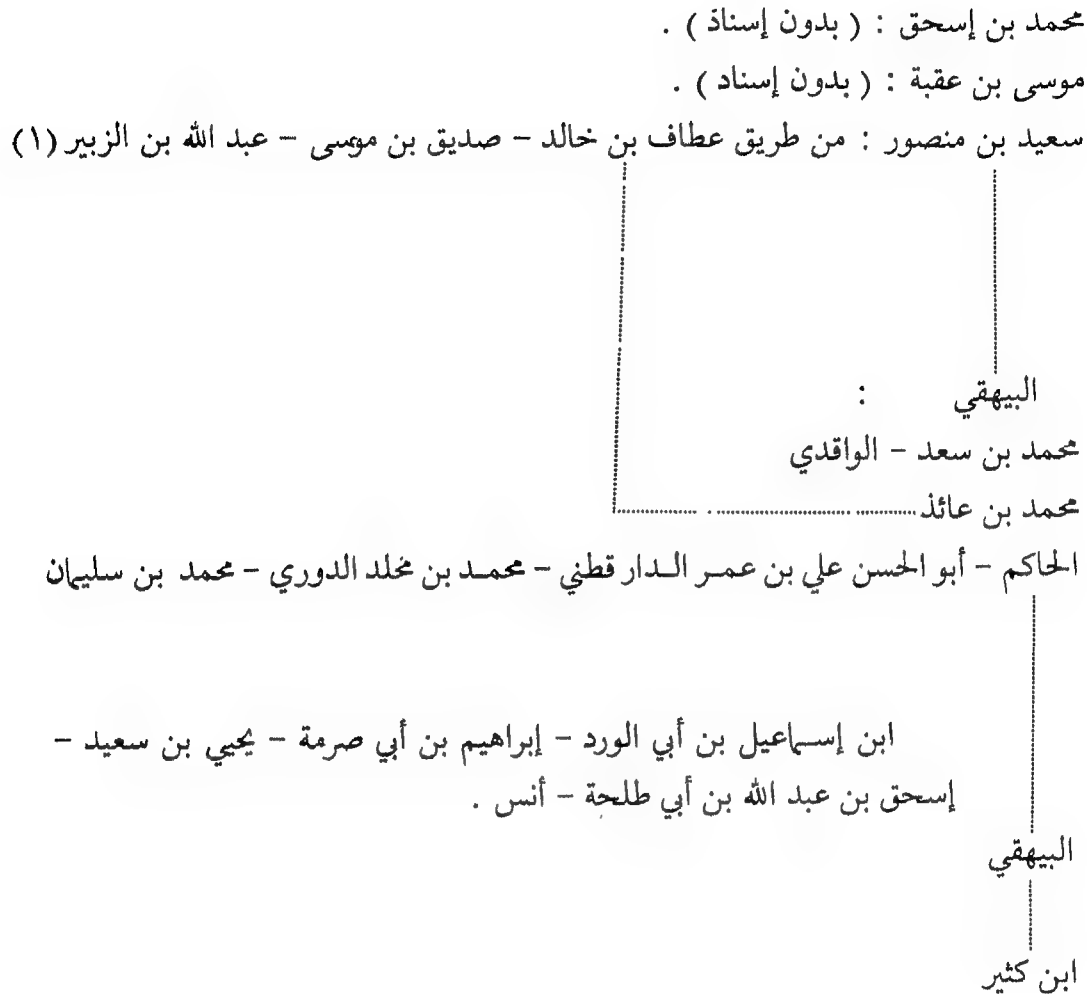 محمد بن إسحق : ( بدون إسناد ) .
موسى بن عقبة : ( بدون إسناد ) .
سعيد بن منصور : من طريق عطاف بن خالد – صديق بن موسى – عبد الله بن الزبير (١)
البيهقي :
محمد بن سعد – الواقدي
محمد بن عائذ
الحاكم – أبو الحسن علي بن عمر الدار قطني – محمد بن مخلد الدوري – محمد بن سليمان
ابن إسماعيل بن أبي الورد – إبراهيم بن أبي صرمة – يحيي بن سعيد –
إسحق بن عبد الله بن أبي طلحة – أنس .
البيهقي
ابن كثير